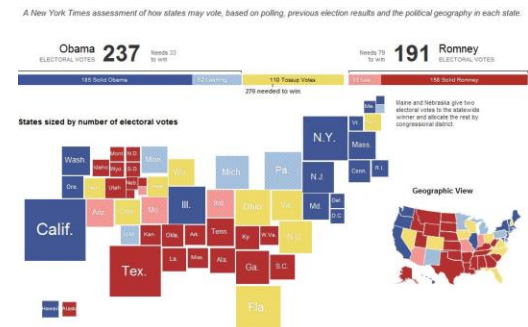 A New York Times assessment of how states may vote, based on polling, previous election results and the political geography in each state.
Obama 237 Needs 33
ELECTORAL VOTES to win
Needs 79 191 Romney
to win ELECTORAL VOTES
185 Solid Obama
52 Leaning
110 Tossup Votes
158 Solid Romney
270 needed to win
States sized by number of electoral votes
Maine and Nebraska give two
electoral votes to the statewide
winner and allocate the rest by
congressional district.
Me.
N.Y.
Vt.
Mass.
Wash.
Mont.
N.D.
Minn.
Idaho
Wyo.
S.D.
Wis.
Mich.
Pa.
N.J.
Conn.
R.I.
Geographic View
Ore.
Utah
Neb.
Ill.
Ind.
Ohio
Va.
Md.
Del.
D.C.
Calif.
Ariz.
Colo.
Mo.
Kan.
Okla.
Ark.
Tenn.
Ky.
W.Va.
N.C.
Tex.
La.
Miss.
Ala.
Ga.
S.C.
Fla.
Hawaii
Alaska